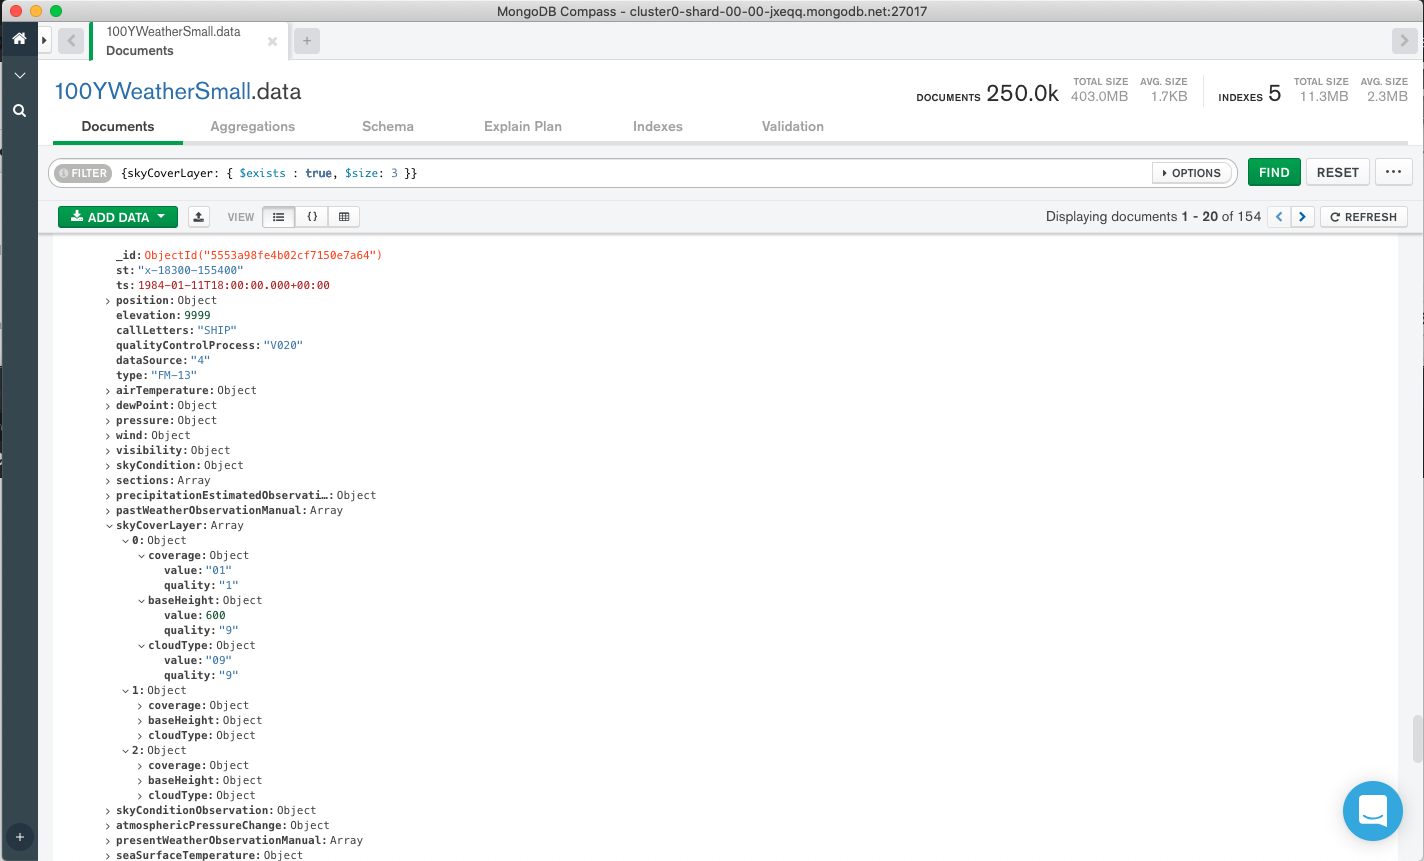 MongoDB Compass - cluster0-shard-00-00-jxeqq.mongodb.net:27017
100YWeatherSmall.data
Documents
100YWeatherSmall.data
DOCUMENTS 250.0k TOTAL SIZE 403.0MB AVG. SIZE 1.7KB INDEXES 5 TOTAL SIZE 11.3MB AVG. SIZE 2.3MB
Documents Aggregations Schema Explain Plan Indexes Validation
FILTER {skyCoverLayer: { $exists : true, $size: 3 }} OPTIONS FIND RESET ...
ADD DATA VIEW {} Displaying documents 1 - 20 of 154 < > REFRESH
_id: ObjectId("5553a98fe4b02cf7150e7a64")
st: "x-18300-155400"
ts: 1984-01-11T18:00:00.000+00:00
position: Object
elevation: 9999
callLetters: "SHIP"
qualityControlProcess: "V020"
dataSource: "4"
type: "FM-13"
airTemperature: Object
dewPoint: Object
pressure: Object
wind: Object
visibility: Object
skyCondition: Object
sections: Array
precipitationEstimatedObservati…: Object
pastWeatherObservationManual: Array
skyCoverLayer: Array
0: Object
coverage: Object
value: "01"
quality: "1"
baseHeight: Object
value: 600
quality: "9"
cloudType: Object
value: "09"
quality: "9"
1: Object
coverage: Object
baseHeight: Object
cloudType: Object
2: Object
coverage: Object
baseHeight: Object
cloudType: Object
skyConditionObservation: Object
atmosphericPressureChange: Object
presentWeatherObservationManual: Array
seaSurfaceTemperature: Object